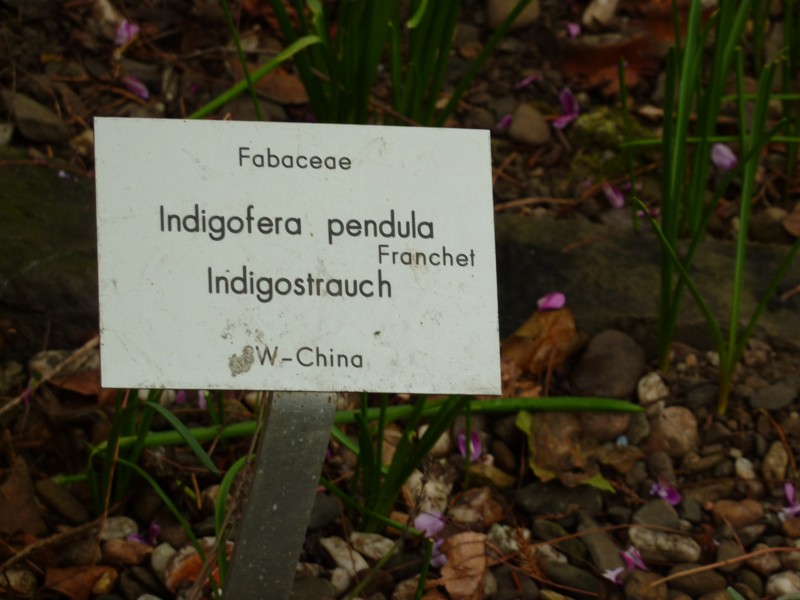 Fabaceae
Indigofera pendula
Franchet
Indigostrauch
W-China